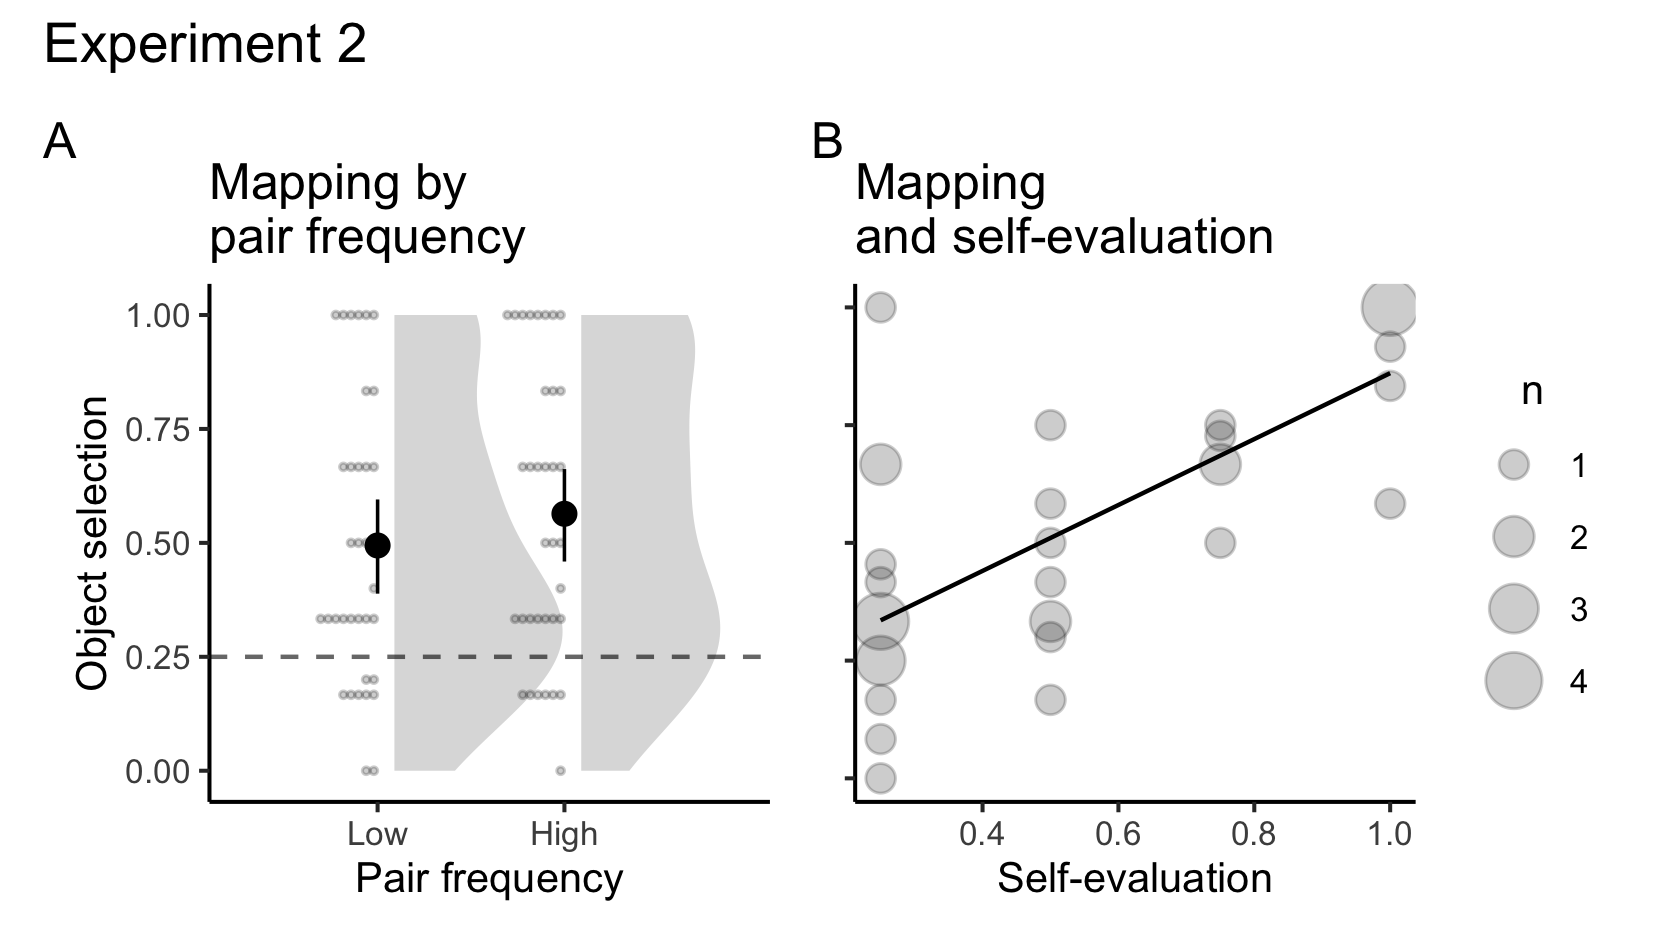 Experiment 2
A
Mapping by
pair frequency
Object selection
1.00
0.75
0.50
0.25
0.00
Low
High
Pair frequency
B
Mapping
and self-evaluation
0.4
0.6
0.8
1.0
Self-evaluation
n
1
2
3
4